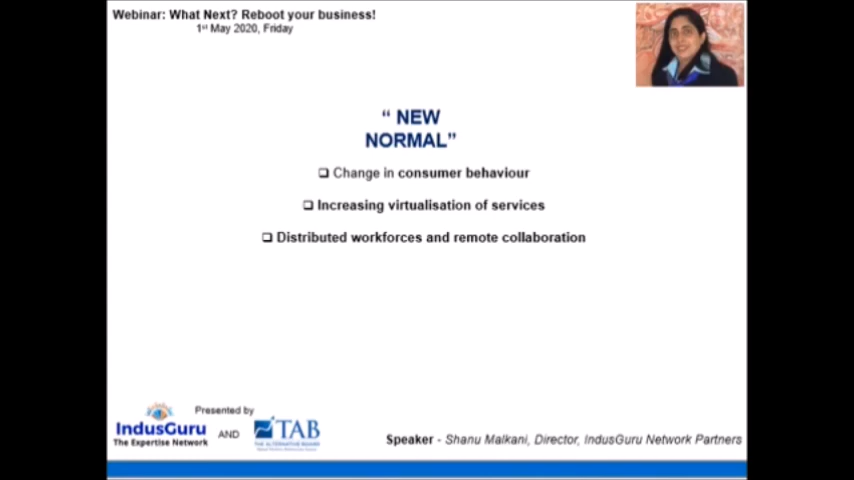 Webinar: What Next? Reboot your business!
1st May 2020, Friday
“ NEW
NORMAL”
❑ Change in consumer behaviour
❑ Increasing virtualisation of services
❑ Distributed workforces and remote collaboration
Presented by
IndusGuru
The Expertise Network
AND
TAB
THE ALTERNATIVE BOARD
Speaker - Shanu Malkani, Director, IndusGuru Network Partners